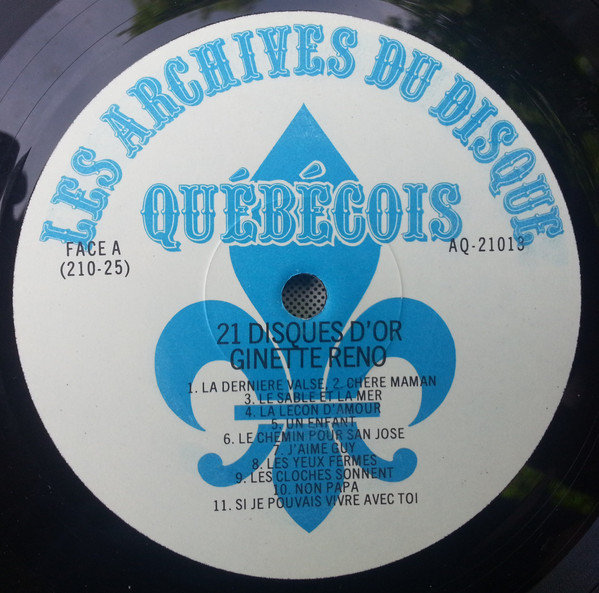 LES ARCHIVES DU DISQUE
QUÉBÉCOIS
FACE A
(210-25)
AQ-21013
21 DISQUES D'OR
GINETTE RENO
1. LA DERNIERE VALSE, 2. CHERE MAMAN
3. LE SABLE ET LA MER
4. LA LECON D'AMOUR
5. UN ENFANT
6. LE CHEMIN POUR SAN JOSE
7. J'AIME GUY
8. LES YEUX FERMES
9. LES CLOCHES SONNENT
10. NON PAPA
11. SI JE POUVAIS VIVRE AVEC TOI